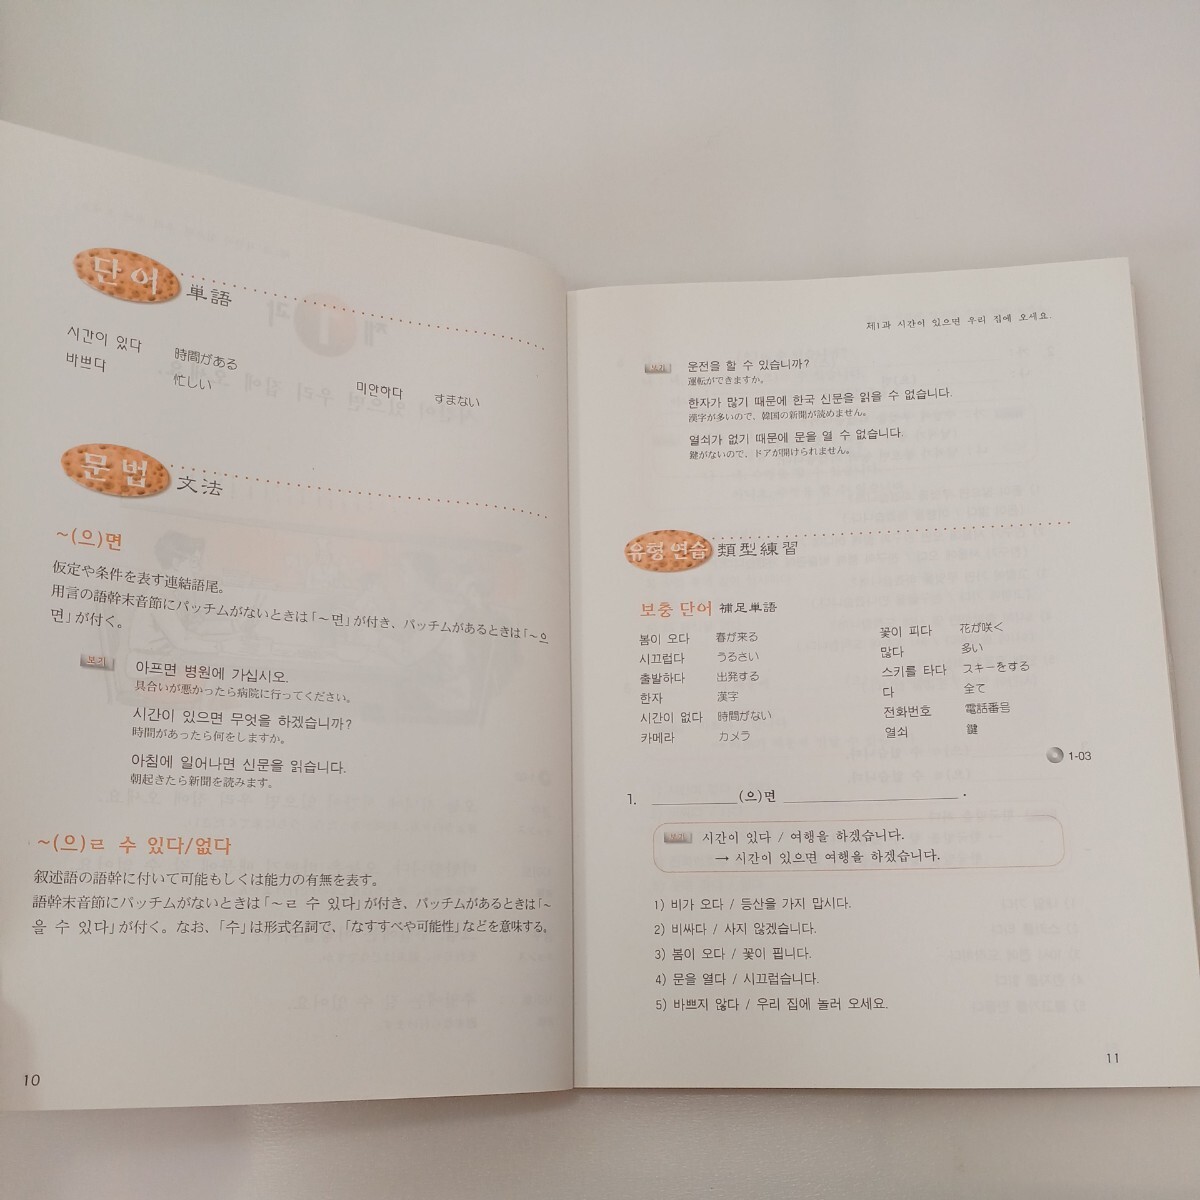 단어 単語
시간이 있다 時間がある
바쁘다 忙しい 미안하다 すまない
문법 文法
~(으)면
仮定や条件を表す連結語尾。
用言の語幹末音節にパッチムがないときは「～면」が付き、パッチムがあるときは「～으
면」が付く。
보기 아프면 병원에 가십시오.
具合いが悪かったら病院に行ってください。
시간이 있으면 무엇을 하겠습니까?
時間があったら何をしますか。
아침에 일어나면 신문을 읽습니다.
朝起きたら新聞を読みます。
~(으)ㄹ 수 있다/없다
叙述語の語幹に付いて可能もしくは能力の有無を表す。
語幹末音節にパッチムがないときは「～ㄹ 수 있다」が付き、パッチムがあるときは「～
을 수 있다」が付く。なお、「수」は形式名詞で、「なすすべや可能性」などを意味する。
10
제1과 시간이 있으면 우리 집에 오세요.
보기 운전을 할 수 있습니까?
運転ができますか。
한자가 많기 때문에 한국 신문을 읽을 수 없습니다.
漢字が多いので、韓国の新聞が読めません。
열쇠가 없기 때문에 문을 열 수 없습니다.
鍵がないので、ドアが開けられません。
유형 연습 類型練習
보충 단어 補足単語
봄이 오다 春が来る 꽃이 피다 花が咲く
시끄럽다 うるさい 많다 多い
출발하다 出発する 스키를 타다 スキーをする
한자 漢字 다 全て
시간이 없다 時間がない 전화번호 電話番号
카메라 カメラ 열쇠 鍵
1-03
1. __________(으)면 ____________________.
보기 시간이 있다 / 여행을 하겠습니다.
→ 시간이 있으면 여행을 하겠습니다.
1) 비가 오다 / 등산을 가지 맙시다.
2) 비싸다 / 사지 않겠습니다.
3) 봄이 오다 / 꽃이 핍니다.
4) 문을 열다 / 시끄럽습니다.
5) 바쁘지 않다 / 우리 집에 놀러 오세요.
11